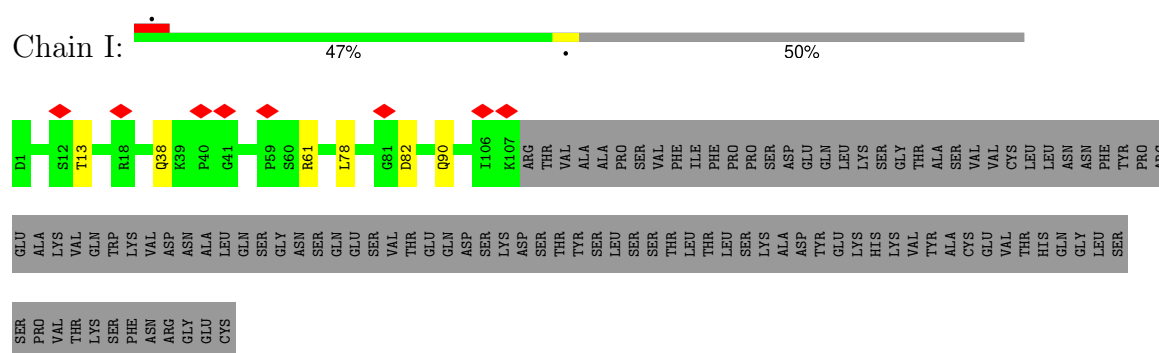 Chain I:
47%
•
50%
D1 S12 T13 R18 Q38 K39 P40 G41 P59 S60 R61 L78 G81 D82 Q90 I106 K107 ARG THR VAL ALA ALA PRO SER VAL PHE ILE PHE PRO PRO SER ASP GLU GLN LEU LYS SER GLY THR ALA SER VAL VAL CYS LEU LEU ASN ASN PHE TYR PRO ARG
GLU ALA LYS VAL GLN TRP LYS VAL ASP ASN ALA LEU GLN SER GLY ASN SER GLN GLU SER VAL THR GLU GLN ASP SER LYS ASP SER THR TYR SER LEU SER SER THR LEU THR LEU SER LYS ALA ASP TYR GLU LYS HIS LYS VAL TYR ALA CYS GLU VAL THR HIS GLN GLY LEU SER
SER PRO VAL THR LYS SER PHE ASN ARG GLY GLU CYS